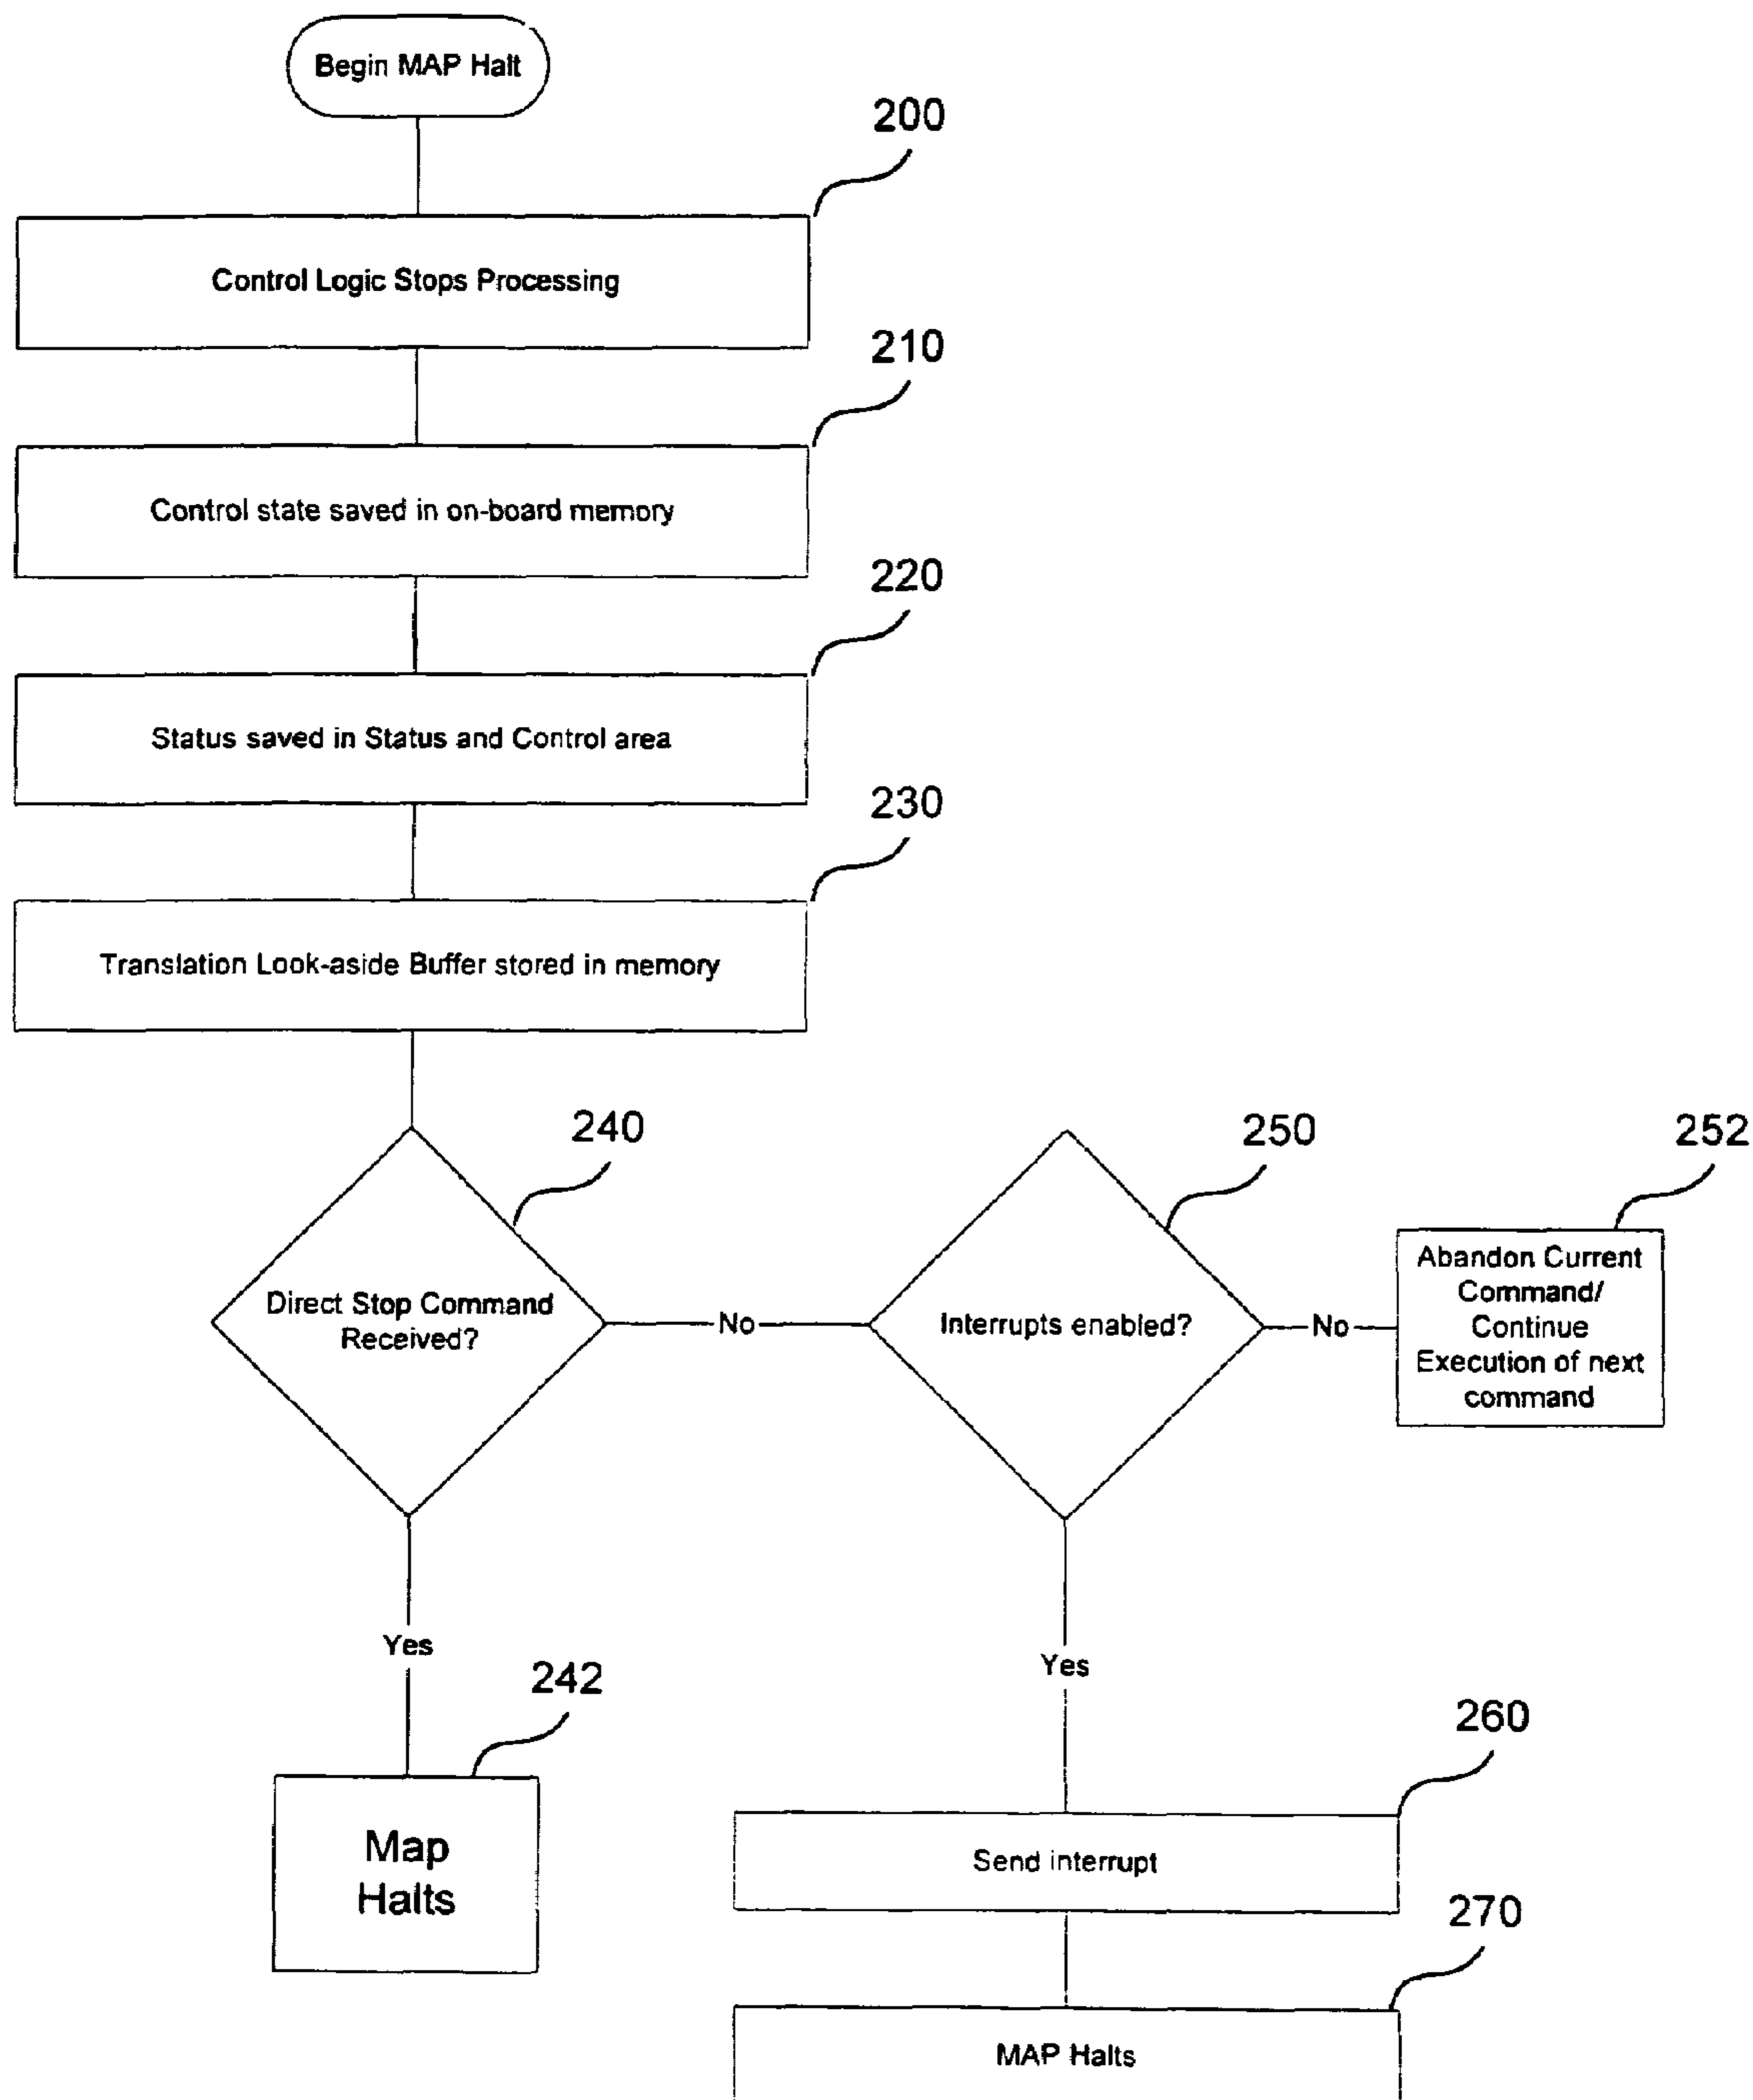 Begin MAP Halt
200
Control Logic Stops Processing
210
Control state saved in on-board memory
220
Status saved in Status and Control area
230
Translation Look-aside Buffer stored in memory
240
Direct Stop Command
Received?
No
250
Interrupts enabled?
No
252
Abandon Current
Command/
Continue
Execution of next
command
Yes
242
Map
Halts
Yes
260
Send interrupt
270
MAP Halts